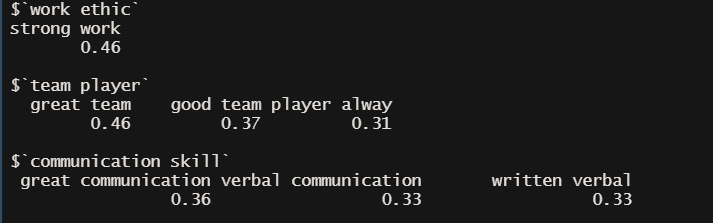 $`work ethic`
strong work
0.46
$`team player`
great team good team player alway
0.46 0.37 0.31
$`communication skill`
great communication verbal communication written verbal
0.36 0.33 0.33